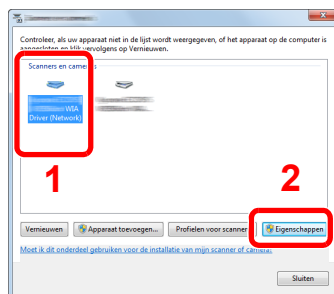 Controleer, als uw apparaat niet in de lijst wordt weergegeven, of het apparaat op de computer is
aangesloten en klik vervolgens op Vernieuwen.
Scanners en camera's
WIA
Driver (Network)
1
2
Vernieuwen
Apparaat toevoegen...
Profielen voor scanner
Eigenschappen
Moet ik dit onderdeel gebruiken voor de installatie van mijn scanner of camera?
Sluiten